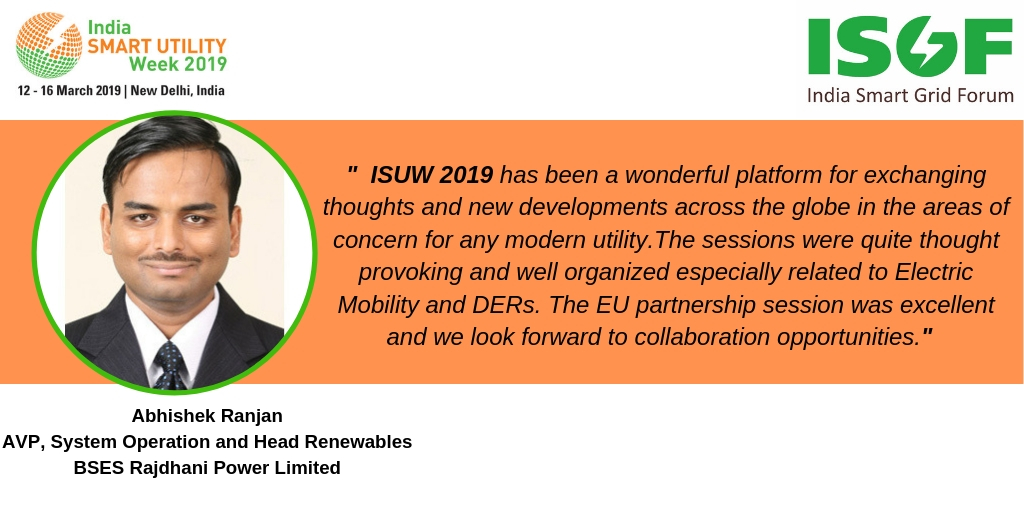 India
SMART UTILITY
Week 2019
12 - 16 March 2019 | New Delhi, India
ISGF
India Smart Grid Forum
" ISUW 2019 has been a wonderful platform for exchanging
thoughts and new developments across the globe in the areas of
concern for any modern utility.The sessions were quite thought
provoking and well organized especially related to Electric
Mobility and DERs. The EU partnership session was excellent
and we look forward to collaboration opportunities."
Abhishek Ranjan
AVP, System Operation and Head Renewables
BSES Rajdhani Power Limited